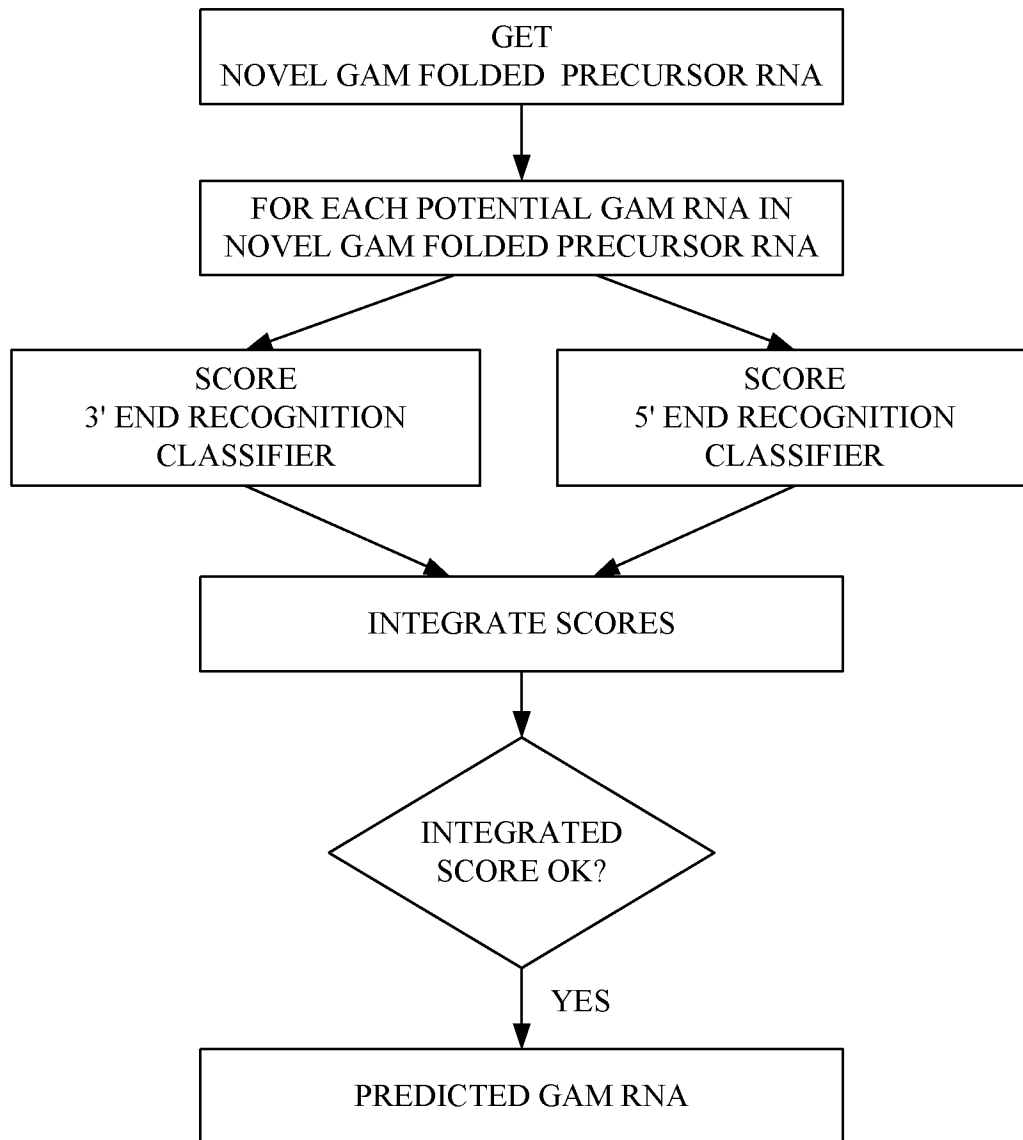 GET
NOVEL GAM FOLDED PRECURSOR RNA
FOR EACH POTENTIAL GAM RNA IN
NOVEL GAM FOLDED PRECURSOR RNA
SCORE
3' END RECOGNITION
CLASSIFIER
SCORE
5' END RECOGNITION
CLASSIFIER
INTEGRATE SCORES
INTEGRATED
SCORE OK?
YES
PREDICTED GAM RNA